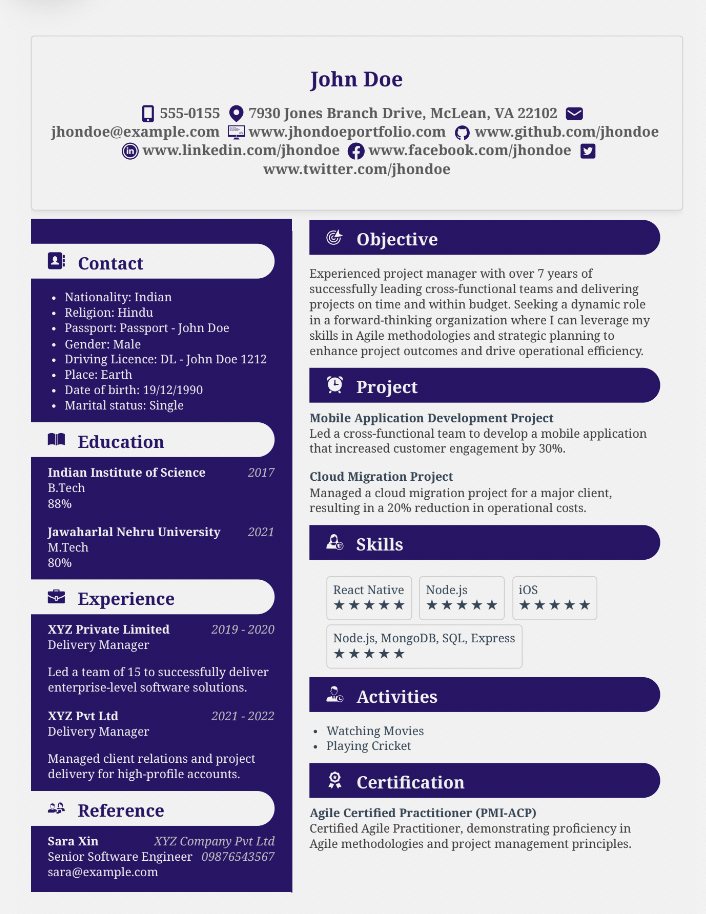 John Doe
555-0155 7930 Jones Branch Drive, McLean, VA 22102
jhondoe@example.com www.jhondoeportfolio.com www.github.com/jhondoe
www.linkedin.com/jhondoe www.facebook.com/jhondoe
www.twitter.com/jhondoe
Contact
• Nationality: Indian
• Religion: Hindu
• Passport: Passport - John Doe
• Gender: Male
• Driving Licence: DL - John Doe 1212
• Place: Earth
• Date of birth: 19/12/1990
• Marital status: Single
Education
Indian Institute of Science 2017
B.Tech
88%
Jawaharlal Nehru University 2021
M.Tech
80%
Experience
XYZ Private Limited 2019 - 2020
Delivery Manager
Led a team of 15 to successfully deliver
enterprise-level software solutions.
XYZ Pvt Ltd 2021 - 2022
Delivery Manager
Managed client relations and project
delivery for high-profile accounts.
Reference
Sara Xin XYZ Company Pvt Ltd
Senior Software Engineer 09876543567
sara@example.com
Objective
Experienced project manager with over 7 years of
successfully leading cross-functional teams and delivering
projects on time and within budget. Seeking a dynamic role
in a forward-thinking organization where I can leverage my
skills in Agile methodologies and strategic planning to
enhance project outcomes and drive operational efficiency.
Project
Mobile Application Development Project
Led a cross-functional team to develop a mobile application
that increased customer engagement by 30%.
Cloud Migration Project
Managed a cloud migration project for a major client,
resulting in a 20% reduction in operational costs.
Skills
React Native Node.js iOS
★★★★★ ★★★★★ ★★★★★
Node.js, MongoDB, SQL, Express
★★★★★
Activities
• Watching Movies
• Playing Cricket
Certification
Agile Certified Practitioner (PMI-ACP)
Certified Agile Practitioner, demonstrating proficiency in
Agile methodologies and project management principles.